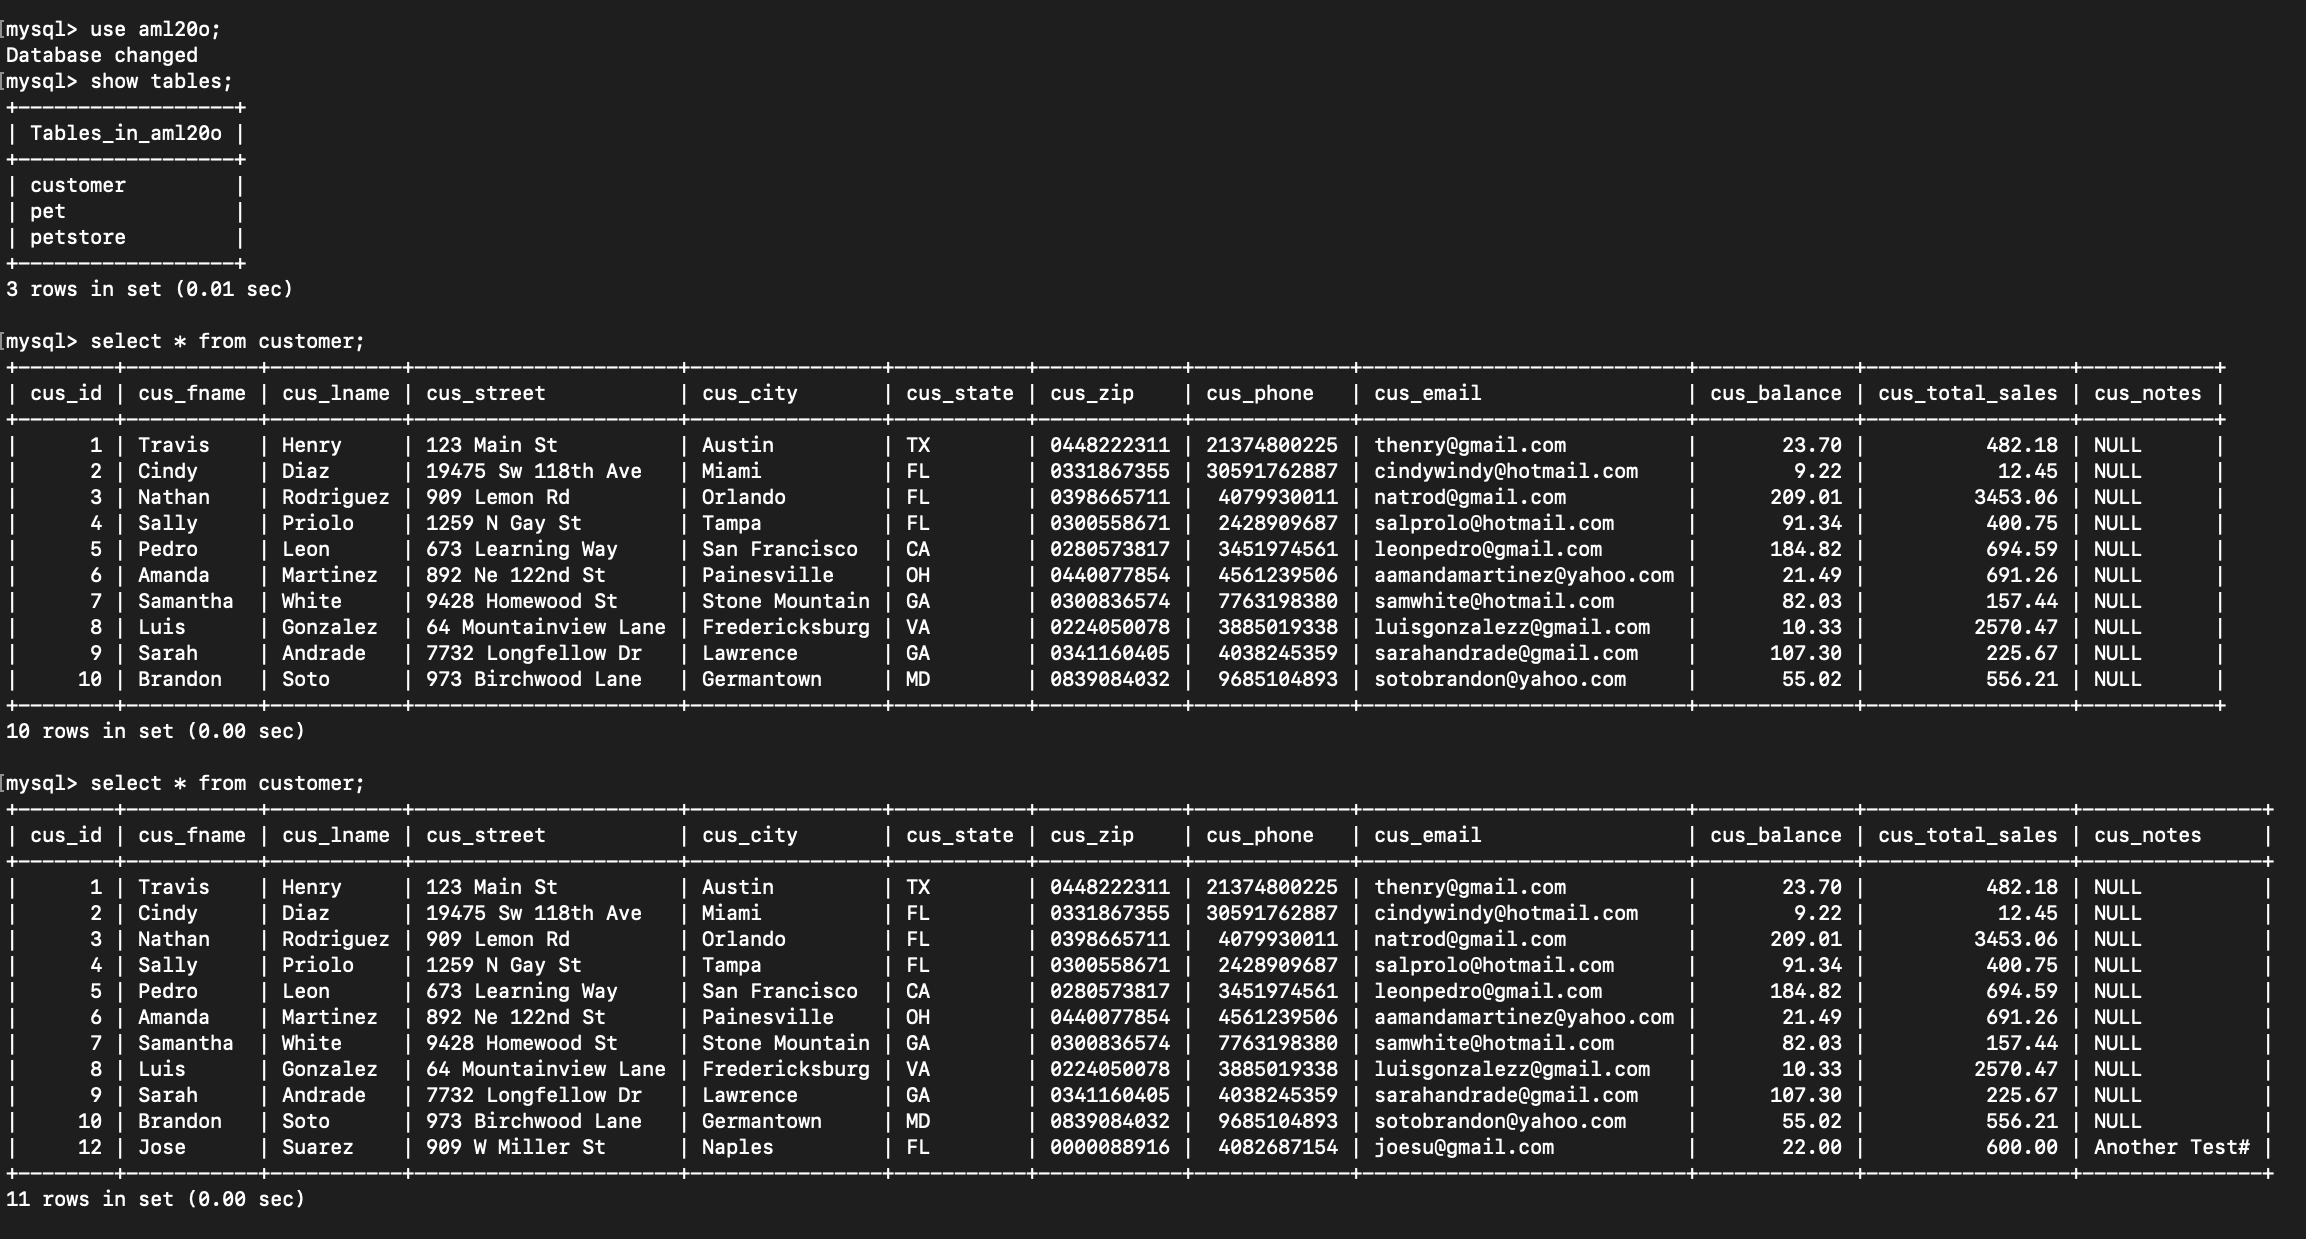 mysql> use aml20o;
Database changed
mysql> show tables;
+------------------+
| Tables_in_aml20o |
+------------------+
| customer         |
| pet              |
| petstore         |
+------------------+
3 rows in set (0.01 sec)

mysql> select * from customer;
+--------+-----------+-----------+----------------------+----------------+-----------+------------+-------------+---------------------------+-------------+-----------------+-----------+
| cus_id | cus_fname | cus_lname | cus_street           | cus_city       | cus_state | cus_zip    | cus_phone   | cus_email                 | cus_balance | cus_total_sales | cus_notes |
+--------+-----------+-----------+----------------------+----------------+-----------+------------+-------------+---------------------------+-------------+-----------------+-----------+
|      1 | Travis    | Henry     | 123 Main St          | Austin         | TX        | 0448222311 | 21374800225 | thenry@gmail.com          |       23.70 |          482.18 | NULL      |
|      2 | Cindy     | Diaz      | 19475 Sw 118th Ave   | Miami          | FL        | 0331867355 | 30591762887 | cindywindy@hotmail.com    |        9.22 |           12.45 | NULL      |
|      3 | Nathan    | Rodriguez | 909 Lemon Rd         | Orlando        | FL        | 0398665711 |  4079930011 | natrod@gmail.com          |      209.01 |         3453.06 | NULL      |
|      4 | Sally     | Priolo    | 1259 N Gay St        | Tampa          | FL        | 0300558671 |  2428909687 | salprolo@hotmail.com      |       91.34 |          400.75 | NULL      |
|      5 | Pedro     | Leon      | 673 Learning Way     | San Francisco  | CA        | 0280573817 |  3451974561 | leonpedro@gmail.com       |      184.82 |          694.59 | NULL      |
|      6 | Amanda    | Martinez  | 892 Ne 122nd St      | Painesville    | OH        | 0440077854 |  4561239506 | aamandamartinez@yahoo.com |       21.49 |          691.26 | NULL      |
|      7 | Samantha  | White     | 9428 Homewood St     | Stone Mountain | GA        | 0300836574 |  7763198380 | samwhite@hotmail.com      |       82.03 |          157.44 | NULL      |
|      8 | Luis      | Gonzalez  | 64 Mountainview Lane | Fredericksburg | VA        | 0224050078 |  3885019338 | luisgonzalezz@gmail.com   |       10.33 |         2570.47 | NULL      |
|      9 | Sarah     | Andrade   | 7732 Longfellow Dr   | Lawrence       | GA        | 0341160405 |  4038245359 | sarahandrade@gmail.com    |      107.30 |          225.67 | NULL      |
|     10 | Brandon   | Soto      | 973 Birchwood Lane   | Germantown     | MD        | 0839084032 |  9685104893 | sotobrandon@yahoo.com     |       55.02 |          556.21 | NULL      |
+--------+-----------+-----------+----------------------+----------------+-----------+------------+-------------+---------------------------+-------------+-----------------+-----------+
10 rows in set (0.00 sec)

mysql> select * from customer;
+--------+-----------+-----------+----------------------+----------------+-----------+------------+-------------+---------------------------+-------------+-----------------+---------------+
| cus_id | cus_fname | cus_lname | cus_street           | cus_city       | cus_state | cus_zip    | cus_phone   | cus_email                 | cus_balance | cus_total_sales | cus_notes     |
+--------+-----------+-----------+----------------------+----------------+-----------+------------+-------------+---------------------------+-------------+-----------------+---------------+
|      1 | Travis    | Henry     | 123 Main St          | Austin         | TX        | 0448222311 | 21374800225 | thenry@gmail.com          |       23.70 |          482.18 | NULL          |
|      2 | Cindy     | Diaz      | 19475 Sw 118th Ave   | Miami          | FL        | 0331867355 | 30591762887 | cindywindy@hotmail.com    |        9.22 |           12.45 | NULL          |
|      3 | Nathan    | Rodriguez | 909 Lemon Rd         | Orlando        | FL        | 0398665711 |  4079930011 | natrod@gmail.com          |      209.01 |         3453.06 | NULL          |
|      4 | Sally     | Priolo    | 1259 N Gay St        | Tampa          | FL        | 0300558671 |  2428909687 | salprolo@hotmail.com      |       91.34 |          400.75 | NULL          |
|      5 | Pedro     | Leon      | 673 Learning Way     | San Francisco  | CA        | 0280573817 |  3451974561 | leonpedro@gmail.com       |      184.82 |          694.59 | NULL          |
|      6 | Amanda    | Martinez  | 892 Ne 122nd St      | Painesville    | OH        | 0440077854 |  4561239506 | aamandamartinez@yahoo.com |       21.49 |          691.26 | NULL          |
|      7 | Samantha  | White     | 9428 Homewood St     | Stone Mountain | GA        | 0300836574 |  7763198380 | samwhite@hotmail.com      |       82.03 |          157.44 | NULL          |
|      8 | Luis      | Gonzalez  | 64 Mountainview Lane | Fredericksburg | VA        | 0224050078 |  3885019338 | luisgonzalezz@gmail.com   |       10.33 |         2570.47 | NULL          |
|      9 | Sarah     | Andrade   | 7732 Longfellow Dr   | Lawrence       | GA        | 0341160405 |  4038245359 | sarahandrade@gmail.com    |      107.30 |          225.67 | NULL          |
|     10 | Brandon   | Soto      | 973 Birchwood Lane   | Germantown     | MD        | 0839084032 |  9685104893 | sotobrandon@yahoo.com     |       55.02 |          556.21 | NULL          |
|     12 | Jose      | Suarez    | 909 W Miller St      | Naples         | FL        | 0000088916 |  4082687154 | joesu@gmail.com           |       22.00 |          600.00 | Another Test# |
+--------+-----------+-----------+----------------------+----------------+-----------+------------+-------------+---------------------------+-------------+-----------------+---------------+
11 rows in set (0.00 sec)